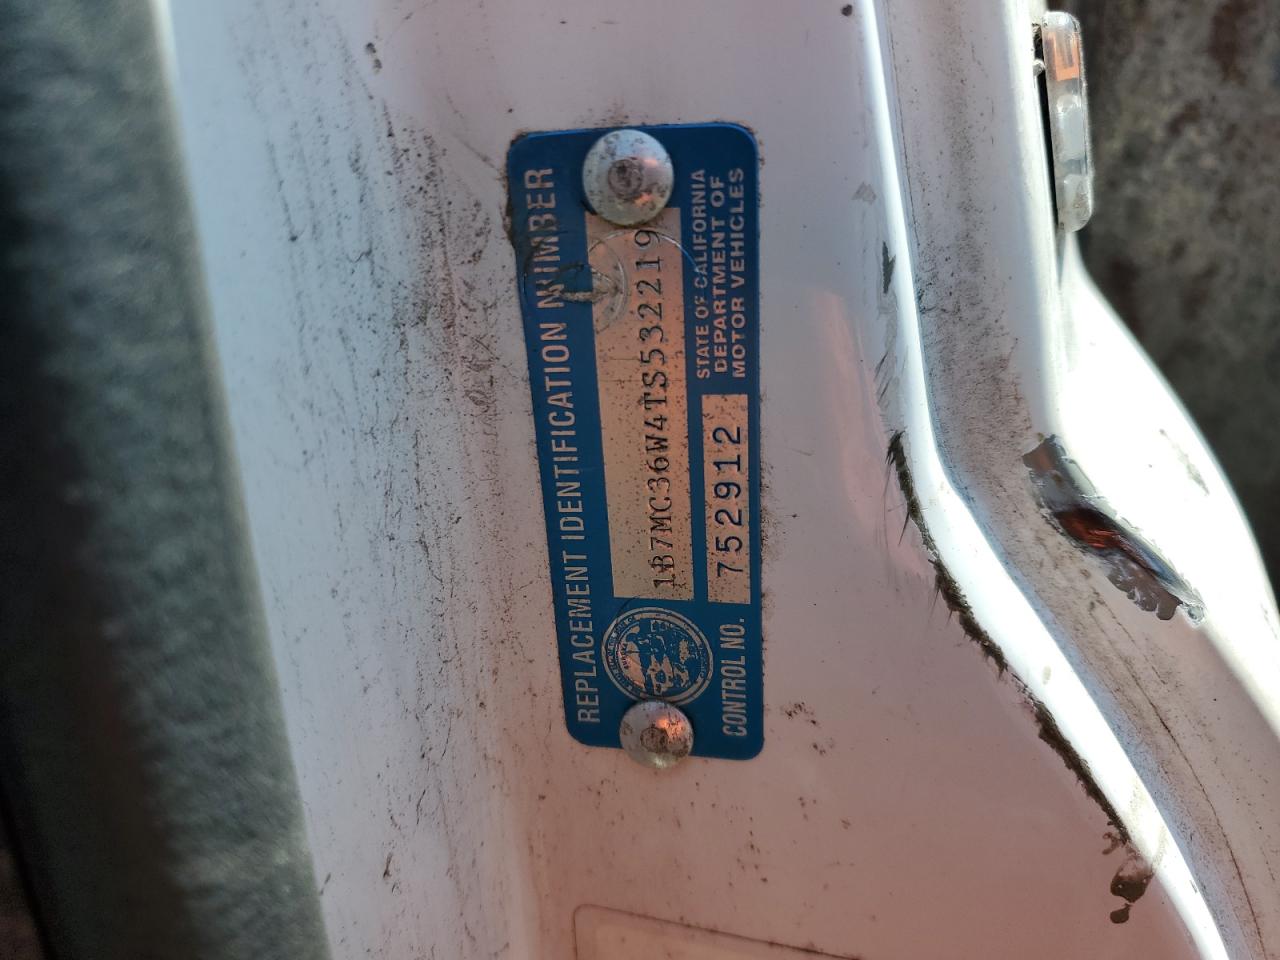 REPLACEMENT IDENTIFICATION NUMBER
1B7MC36W4TS532219
STATE OF CALIFORNIA
DEPARTMENT OF
MOTOR VEHICLES
CONTROL NO. 752912